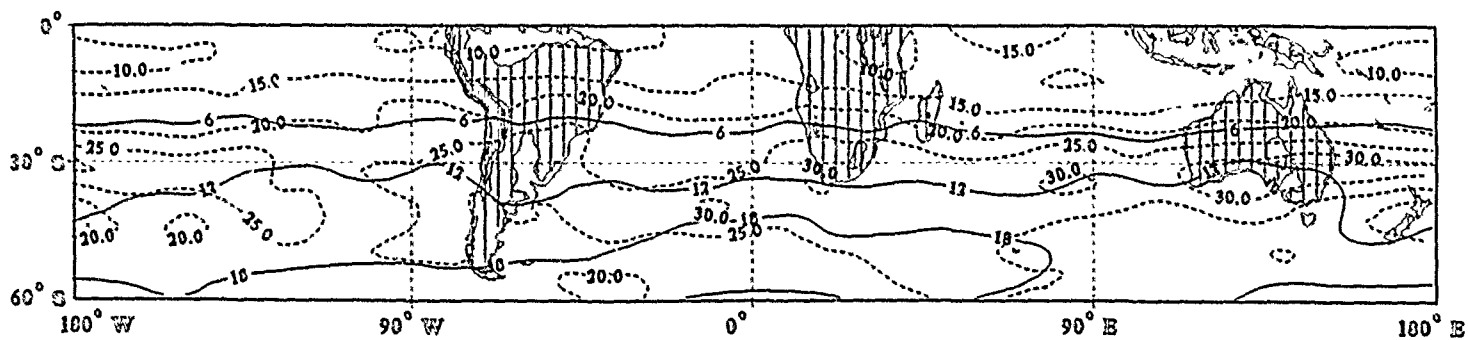 0°
10.0 15.0 10.0 15.0 10.0
10.0
15.0 15.0 15.0
20.0 20.0
6 20.0 6 20.0 6 6
25.0 25.0 25.0
30° S 30.0 30.0
12 12 25.0 12 30.0 30.0
25.0 30.0 18
20.0 20.0 25.0 18
18 20.0
60° S
180° W 90° W 0° 90° E 180° E